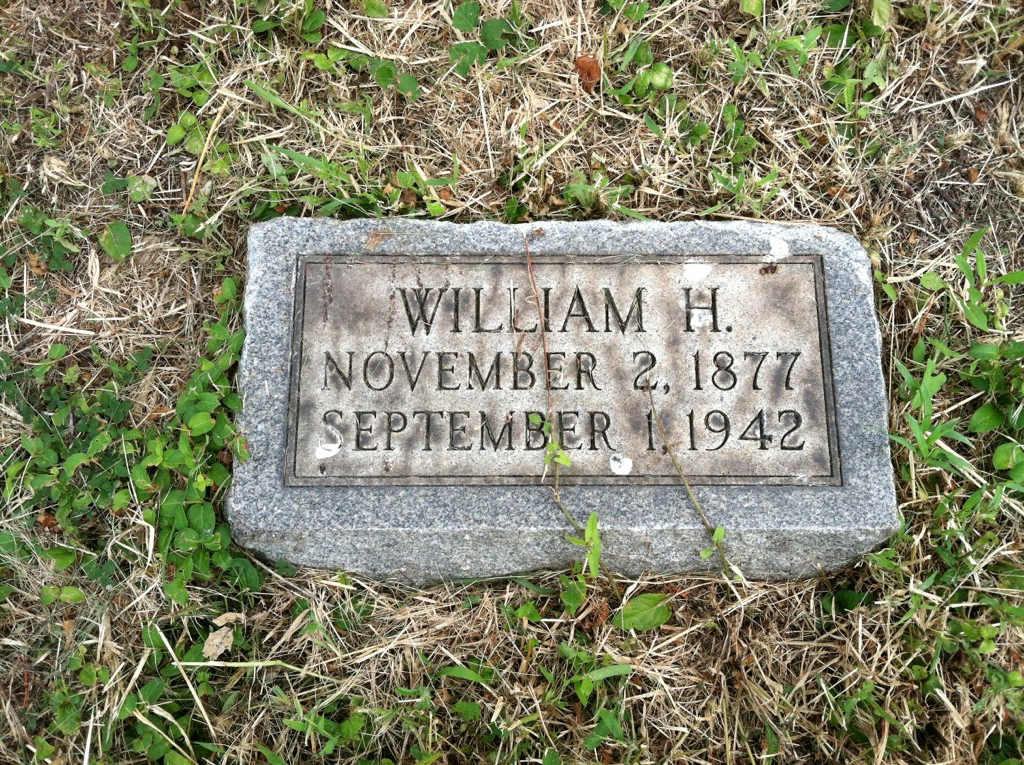 WILLIAM H.
NOVEMBER 2, 1877
SEPTEMBER 1, 1942